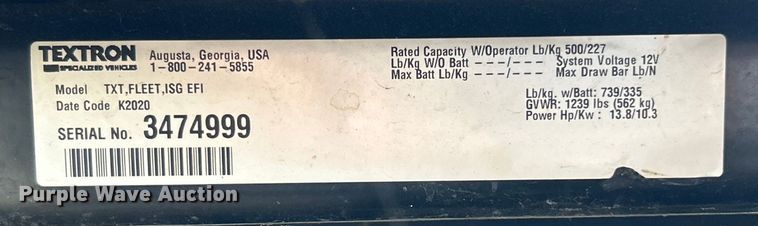 TEXTRON
SPECIALIZED VEHICLES
Augusta, Georgia, USA
1-800-241-5855
Model TXT,FLEET,ISG EFI
Date Code K2020
SERIAL No. 3474999
Rated Capacity W/Operator Lb/Kg 500/227
Lb/Kg W/O Batt ---/--- System Voltage 12V
Max Batt Lb/Kg ---/--- Max Draw Bar Lb/N
Lb/kg. w/Batt: 739/335
GVWR: 1239 lbs (562 kg)
Power Hp/Kw : 13.8/10.3
Purple Wave Auction